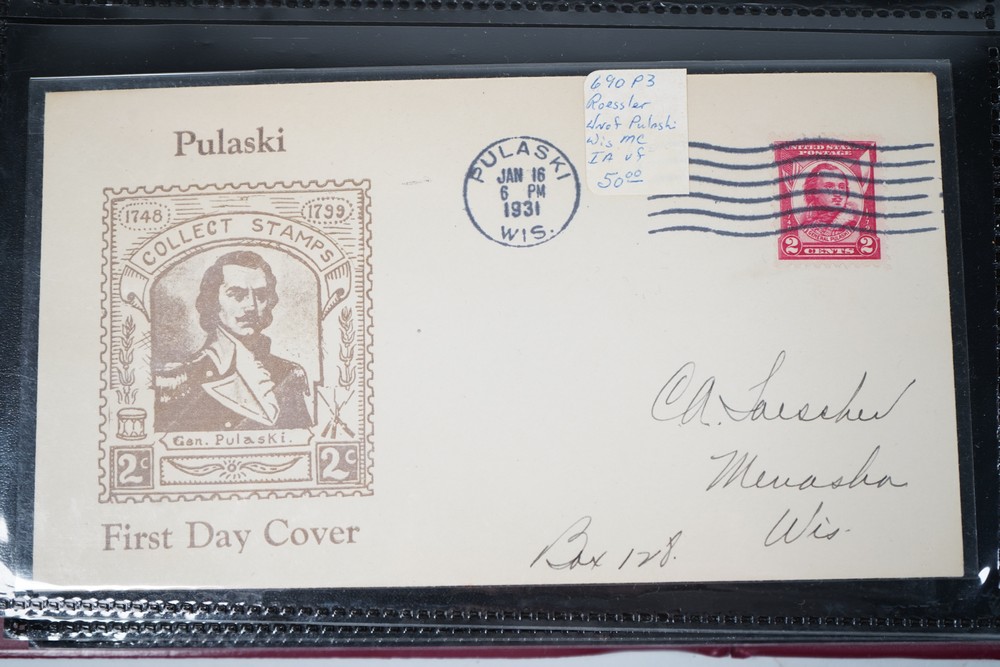 Pulaski
1748
1799
COLLECT STAMPS
Gen. Pulaski.
2c
2c
First Day Cover
PULASKI
JAN 16
6 PM
1931
WIS.
690 P3
Roessler
Pulaski
Wis MC
IA vf
50.00
UNITED STATES
POSTAGE
GENERAL PULASKI
2 CENTS 2
C.A. Loescher
Menasha
Wis.
Box 128.